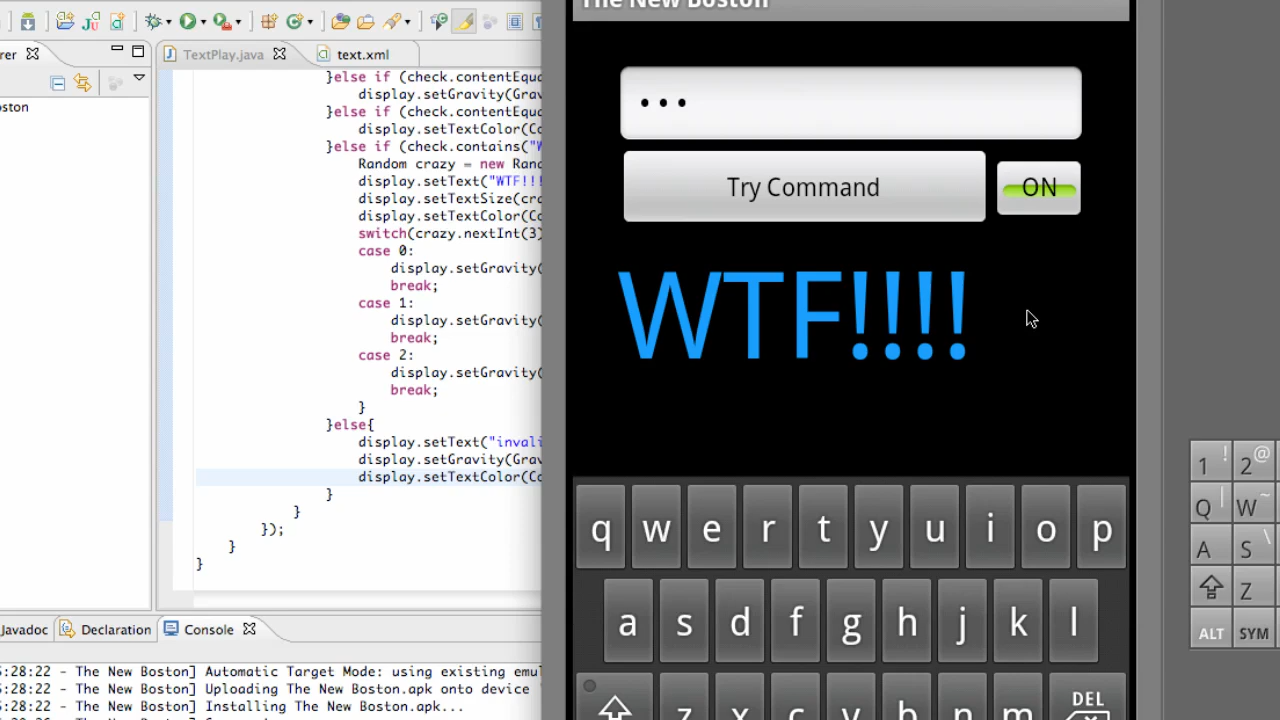 The New Boston
TextPlay.java
text.xml
}else if (check.contentEqu
display.setGravity(Grav
}else if (check.contentEqu
display.setTextColor(Co
}else if (check.contains("W
Random crazy = new Rand
display.setText("WTF!!!
display.setTextSize(cra
display.setTextColor(Co
switch(crazy.nextInt(3)
case 0:
display.setGravity(
break;
case 1:
display.setGravity(
break;
case 2:
display.setGravity(
break;
}
}else{
display.setText("invali
display.setGravity(Grav
display.setTextColor(Co
}
}
});
}
}
rer
oston
•••
Try Command
ON
WTF!!!!
q w e r t y u i o p
a s d f g h j k l
z x c v b n m DEL
1 ! 2 @
Q | W ~
A S \
Z
ALT SYM
Javadoc
Declaration
Console
5:28:22 - The New Boston] Automatic Target Mode: using existing emul
5:28:22 - The New Boston] Uploading The New Boston.apk onto device '
5:28:22 - The New Boston] Installing The New Boston.apk...